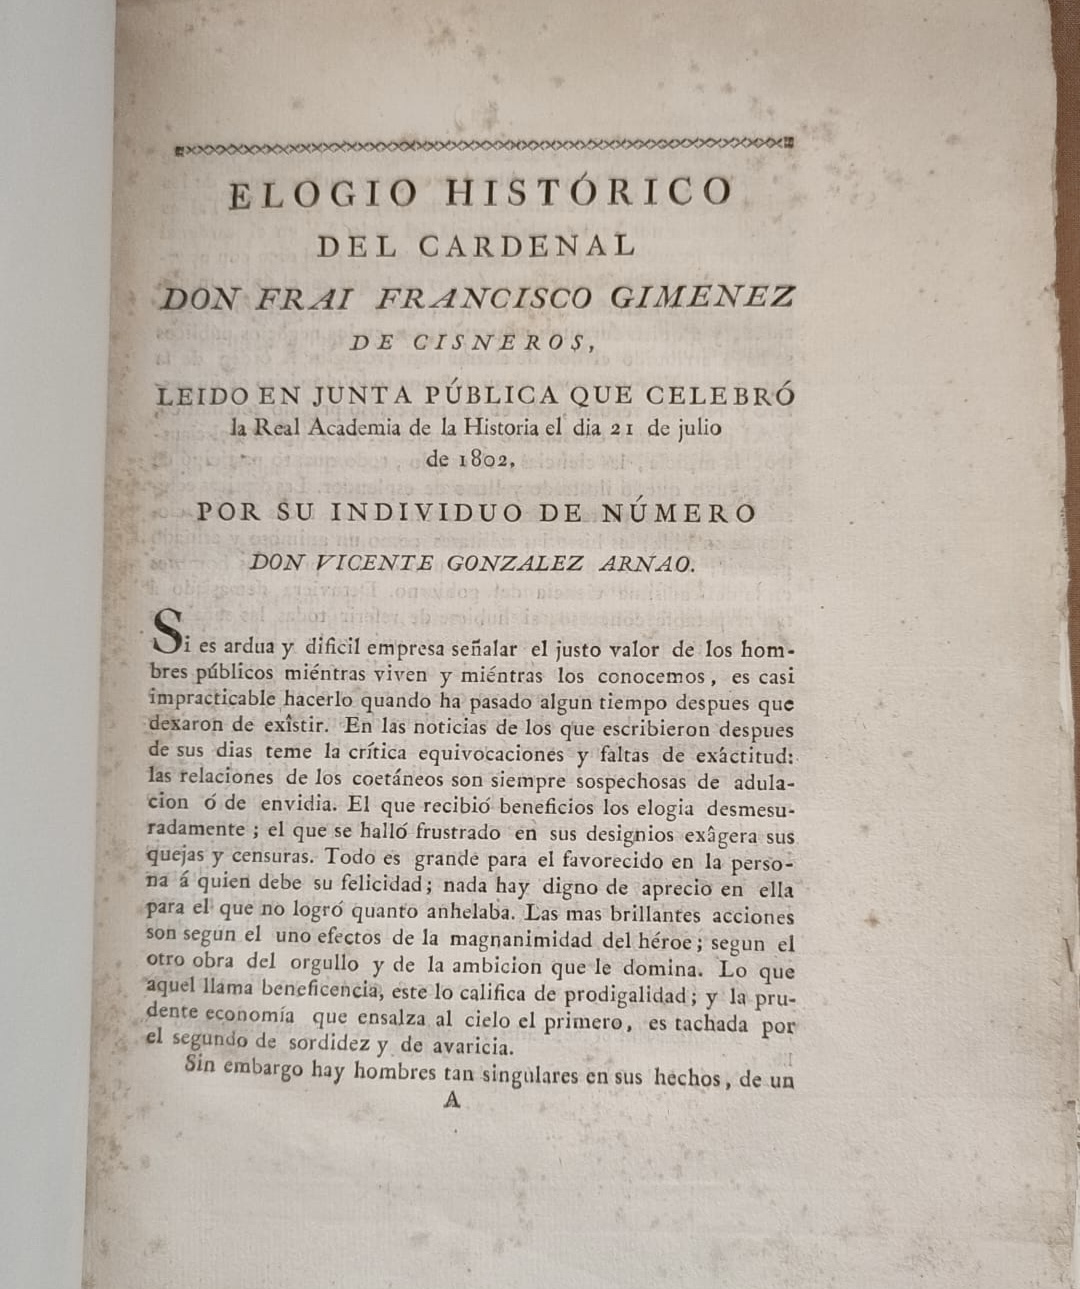 ELOGIO HISTÓRICO
DEL CARDENAL
DON FRAI FRANCISCO GIMENEZ
DE CISNEROS,
LEIDO EN JUNTA PÚBLICA QUE CELEBRÓ
la Real Academia de la Historia el dia 21 de julio
de 1802,
POR SU INDIVIDUO DE NÚMERO
DON VICENTE GONZALEZ ARNAO.
Si es ardua y dificil empresa señalar el justo valor de los hom-
bres públicos miéntras viven y miéntras los conocemos, es casi
impracticable hacerlo quando ha pasado algun tiempo despues que
dexaron de exîstir. En las noticias de los que escribieron despues
de sus dias teme la crítica equivocaciones y faltas de exáctitud:
las relaciones de los coetáneos son siempre sospechosas de adula-
cion ó de envidia. El que recibió beneficios los elogia desmesu-
radamente; el que se halló frustrado en sus designios exâgera sus
quejas y censuras. Todo es grande para el favorecido en la perso-
na á quien debe su felicidad; nada hay digno de aprecio en ella
para el que no logró quanto anhelaba. Las mas brillantes acciones
son segun el uno efectos de la magnanimidad del héroe; segun el
otro obra del orgullo y de la ambicion que le domina. Lo que
aquel llama beneficencia, este lo califica de prodigalidad; y la pru-
dente economía que ensalza al cielo el primero, es tachada por
el segundo de sordidez y de avaricia.
Sin embargo hay hombres tan singulares en sus hechos, de un
A